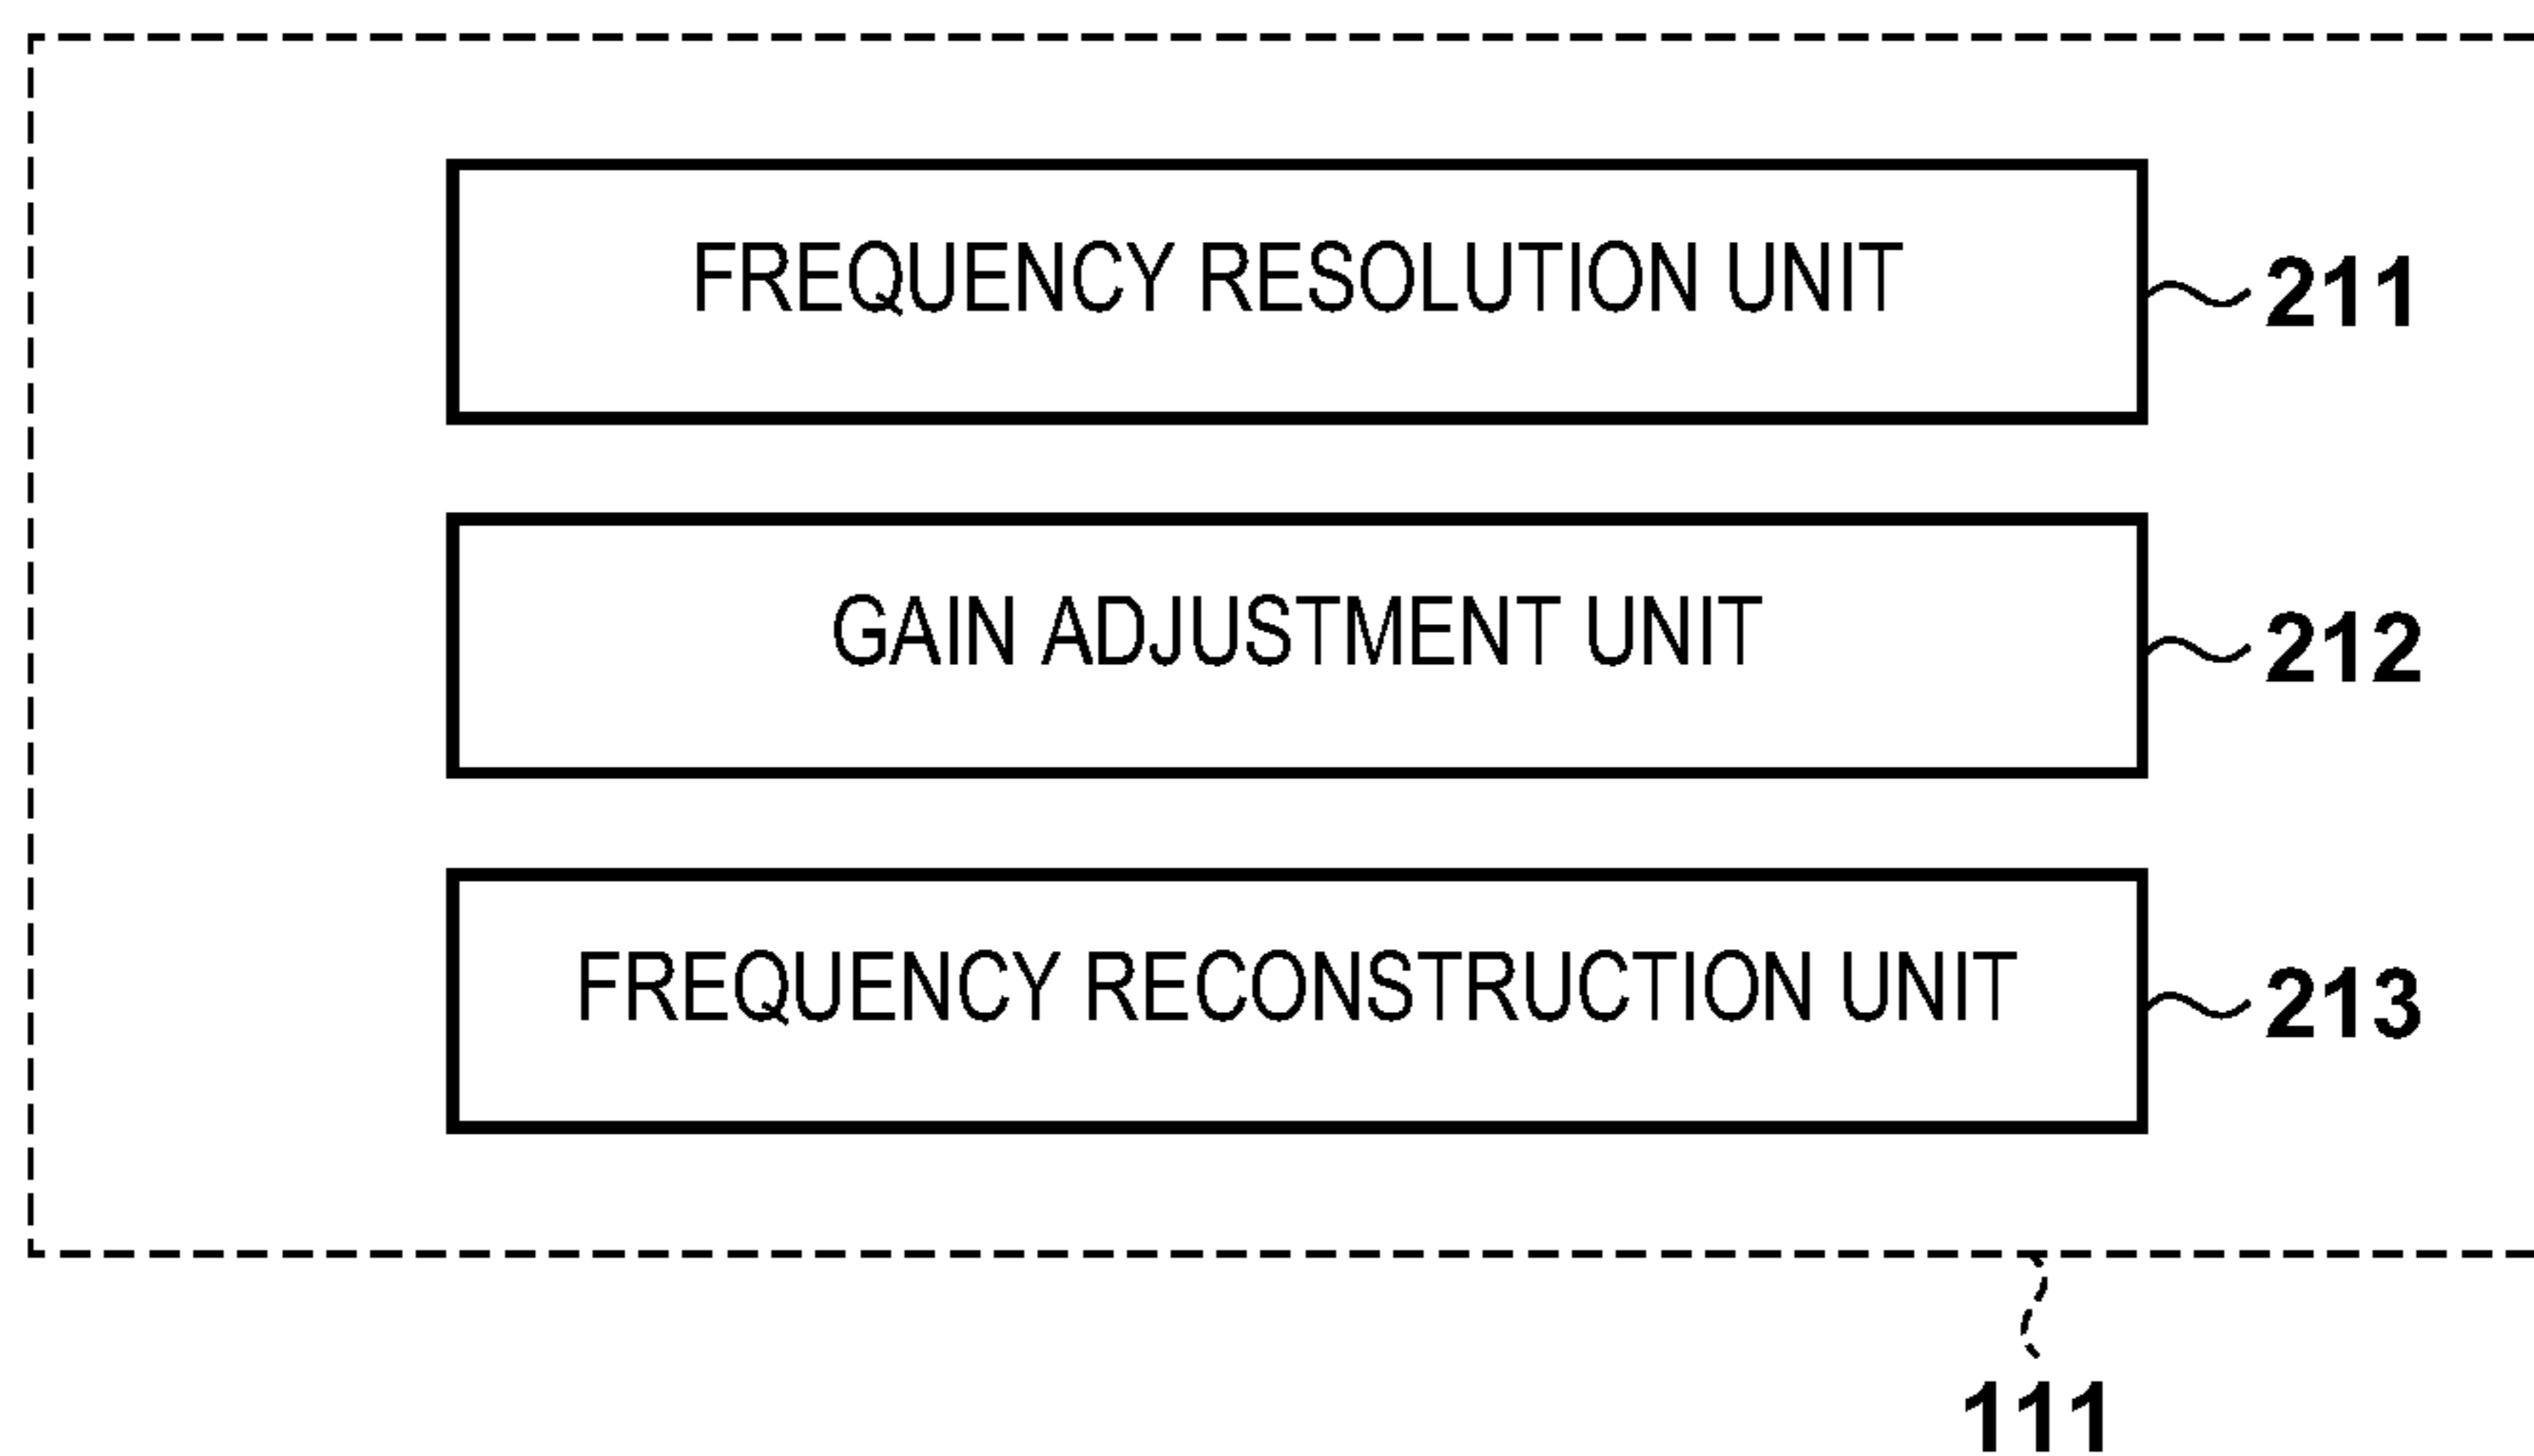 FREQUENCY RESOLUTION UNIT 211
GAIN ADJUSTMENT UNIT 212
FREQUENCY RECONSTRUCTION UNIT 213
111